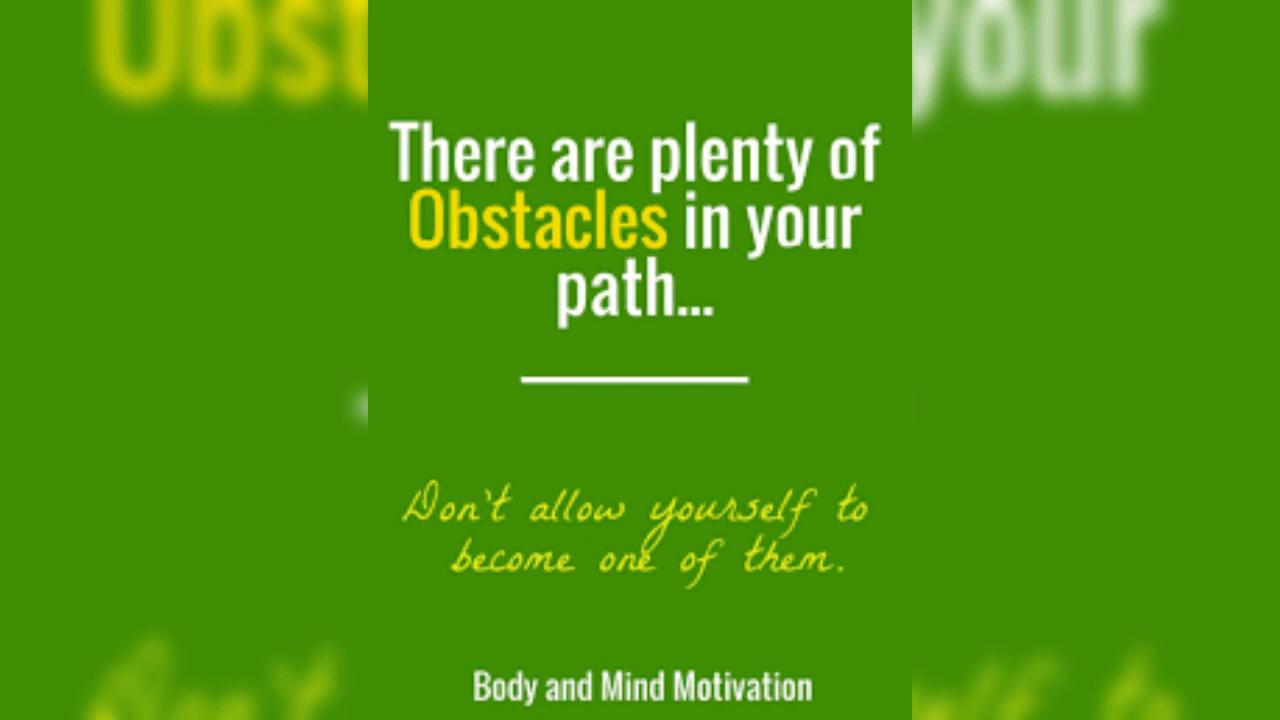 There are plenty of
Obstacles in your
path...
Don't allow yourself to
become one of them.
Body and Mind Motivation